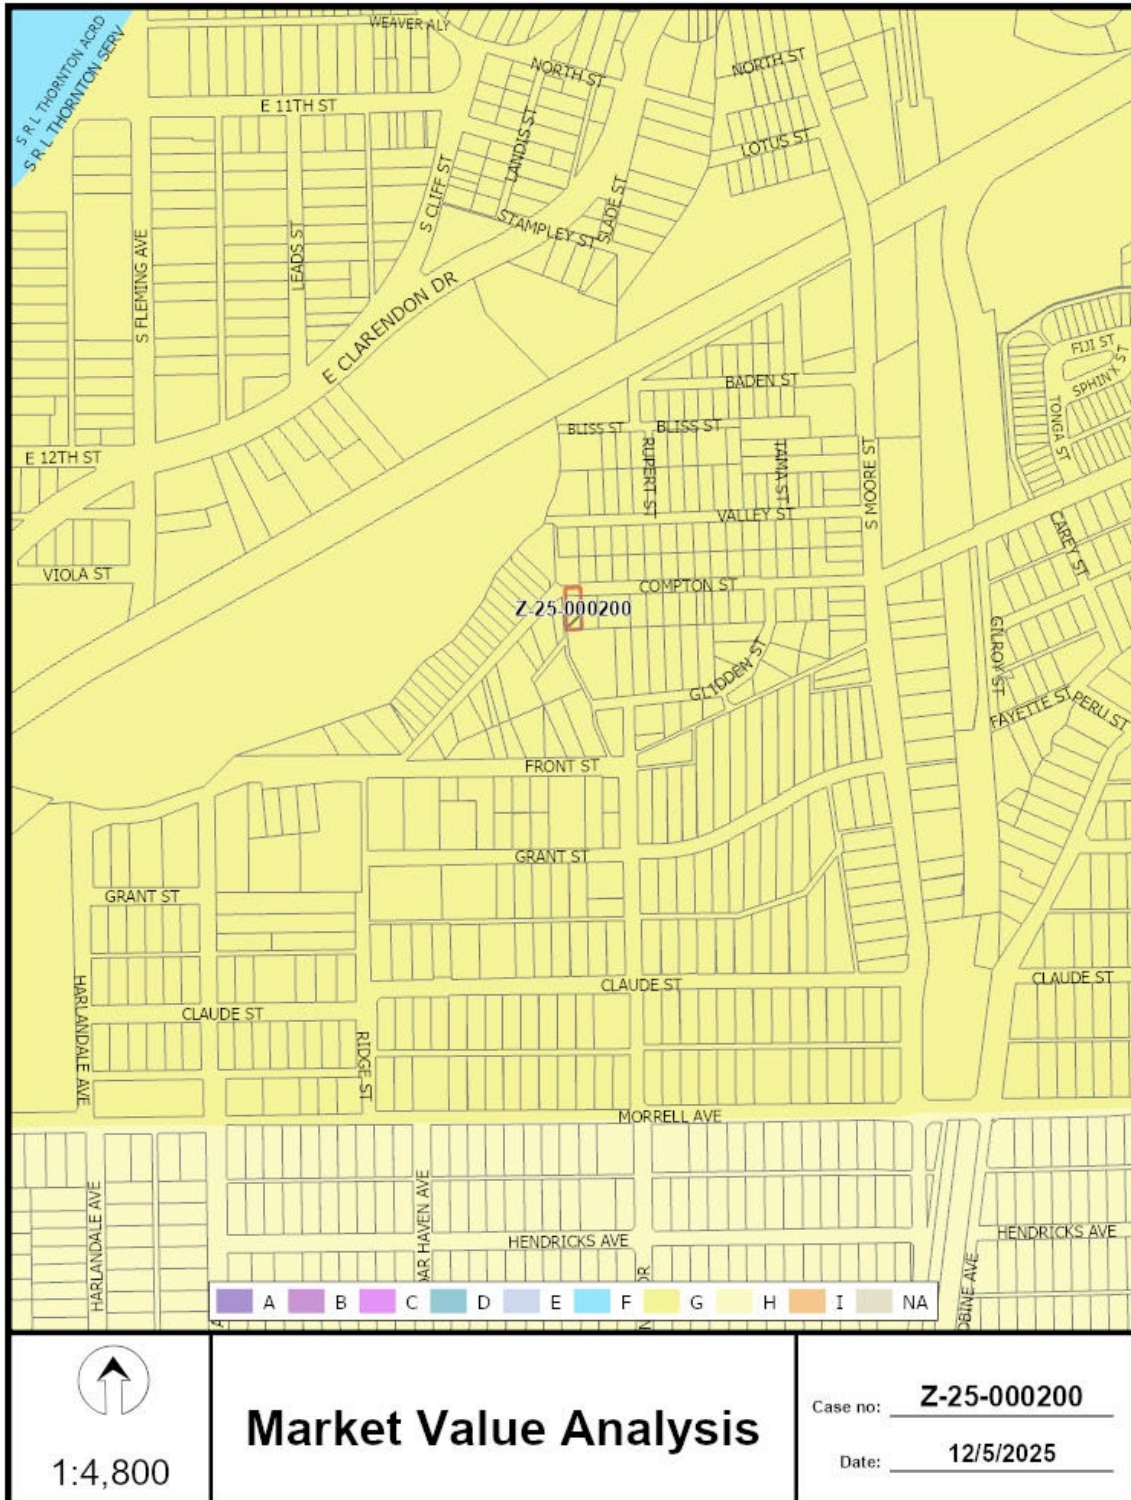 WEAVER ALY
S R L THORNTON ACRD
S R L THORNTON SERV
NORTH ST
NORTH ST
E 11TH ST
LANDIS ST
LOTUS ST
S CLIFF ST
SLADE ST
STAMPLEY ST
S FLEMING AVE
LEADS ST
E CLARENDON DR
FIJI ST
SPHINX ST
BADEN ST
TONGA ST
BLISS ST
BLISS ST
E 12TH ST
RUPERT ST
TAMA ST
S MOORE ST
VALLEY ST
CAREY ST
VIOLA ST
COMPTON ST
Z-25-000200
GILROY ST
GLIDDEN ST
FAYETTE ST
PERU ST
FRONT ST
GRANT ST
GRANT ST
HARLANDALE AVE
CLAUDE ST
CLAUDE ST
CLAUDE ST
RIDGE ST
MORRELL AVE
HARLANDALE AVE
AR HAVEN AVE
HENDRICKS AVE
HENDRICKS AVE
OBINE AVE
A B C D E F G H I NA
1:4,800
Market Value Analysis
Case no: Z-25-000200
Date: 12/5/2025